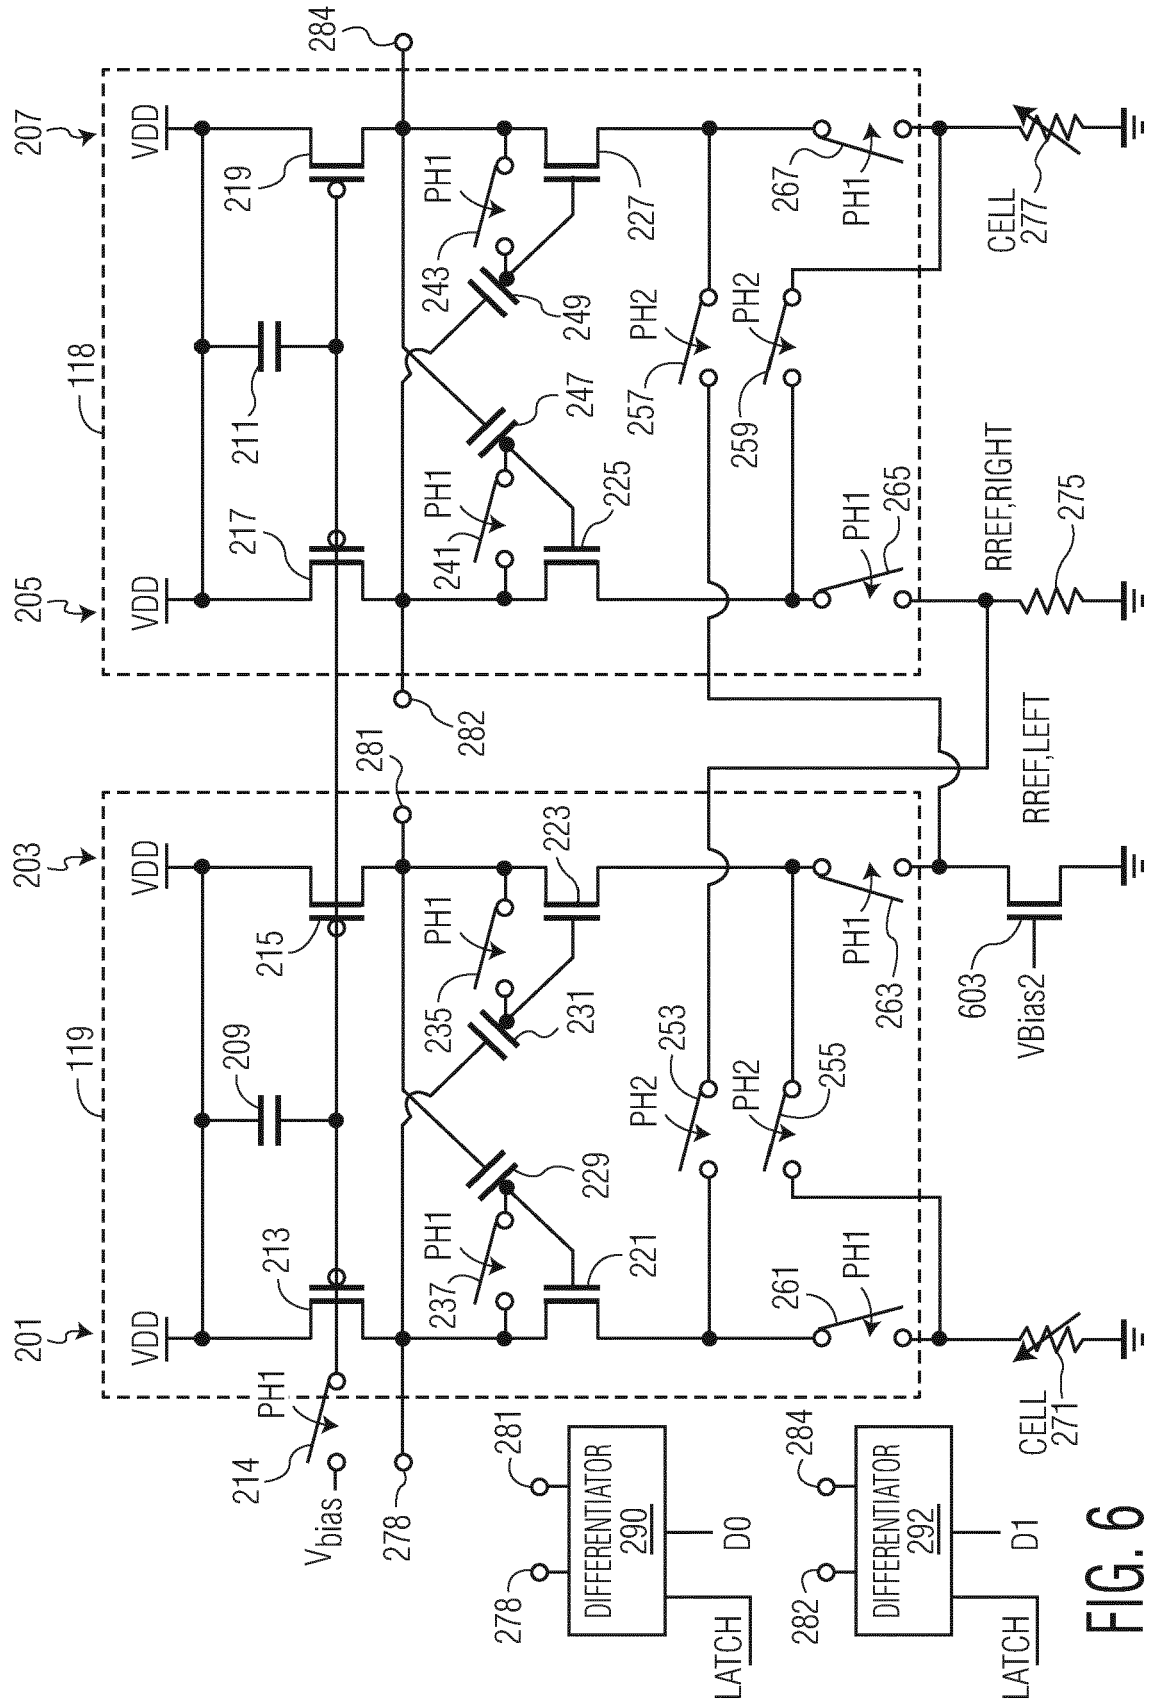 201
203
205
207
119
118
VDD
VDD
VDD
VDD
213
209
215
217
211
219
214
PH1
Vbias
278
281
282
284
237
PH1
229
235
PH1
231
241
PH1
247
243
PH1
249
221
223
225
227
PH2
253
PH2
255
257
PH2
259
PH2
261
PH1
PH1
263
PH1
265
267
PH1
CELL
271
603
VBias2
RREF,LEFT
RREF,RIGHT
275
CELL
277
278
281
DIFFERENTIATOR
290
LATCH
D0
282
284
DIFFERENTIATOR
292
LATCH
D1
FIG. 6